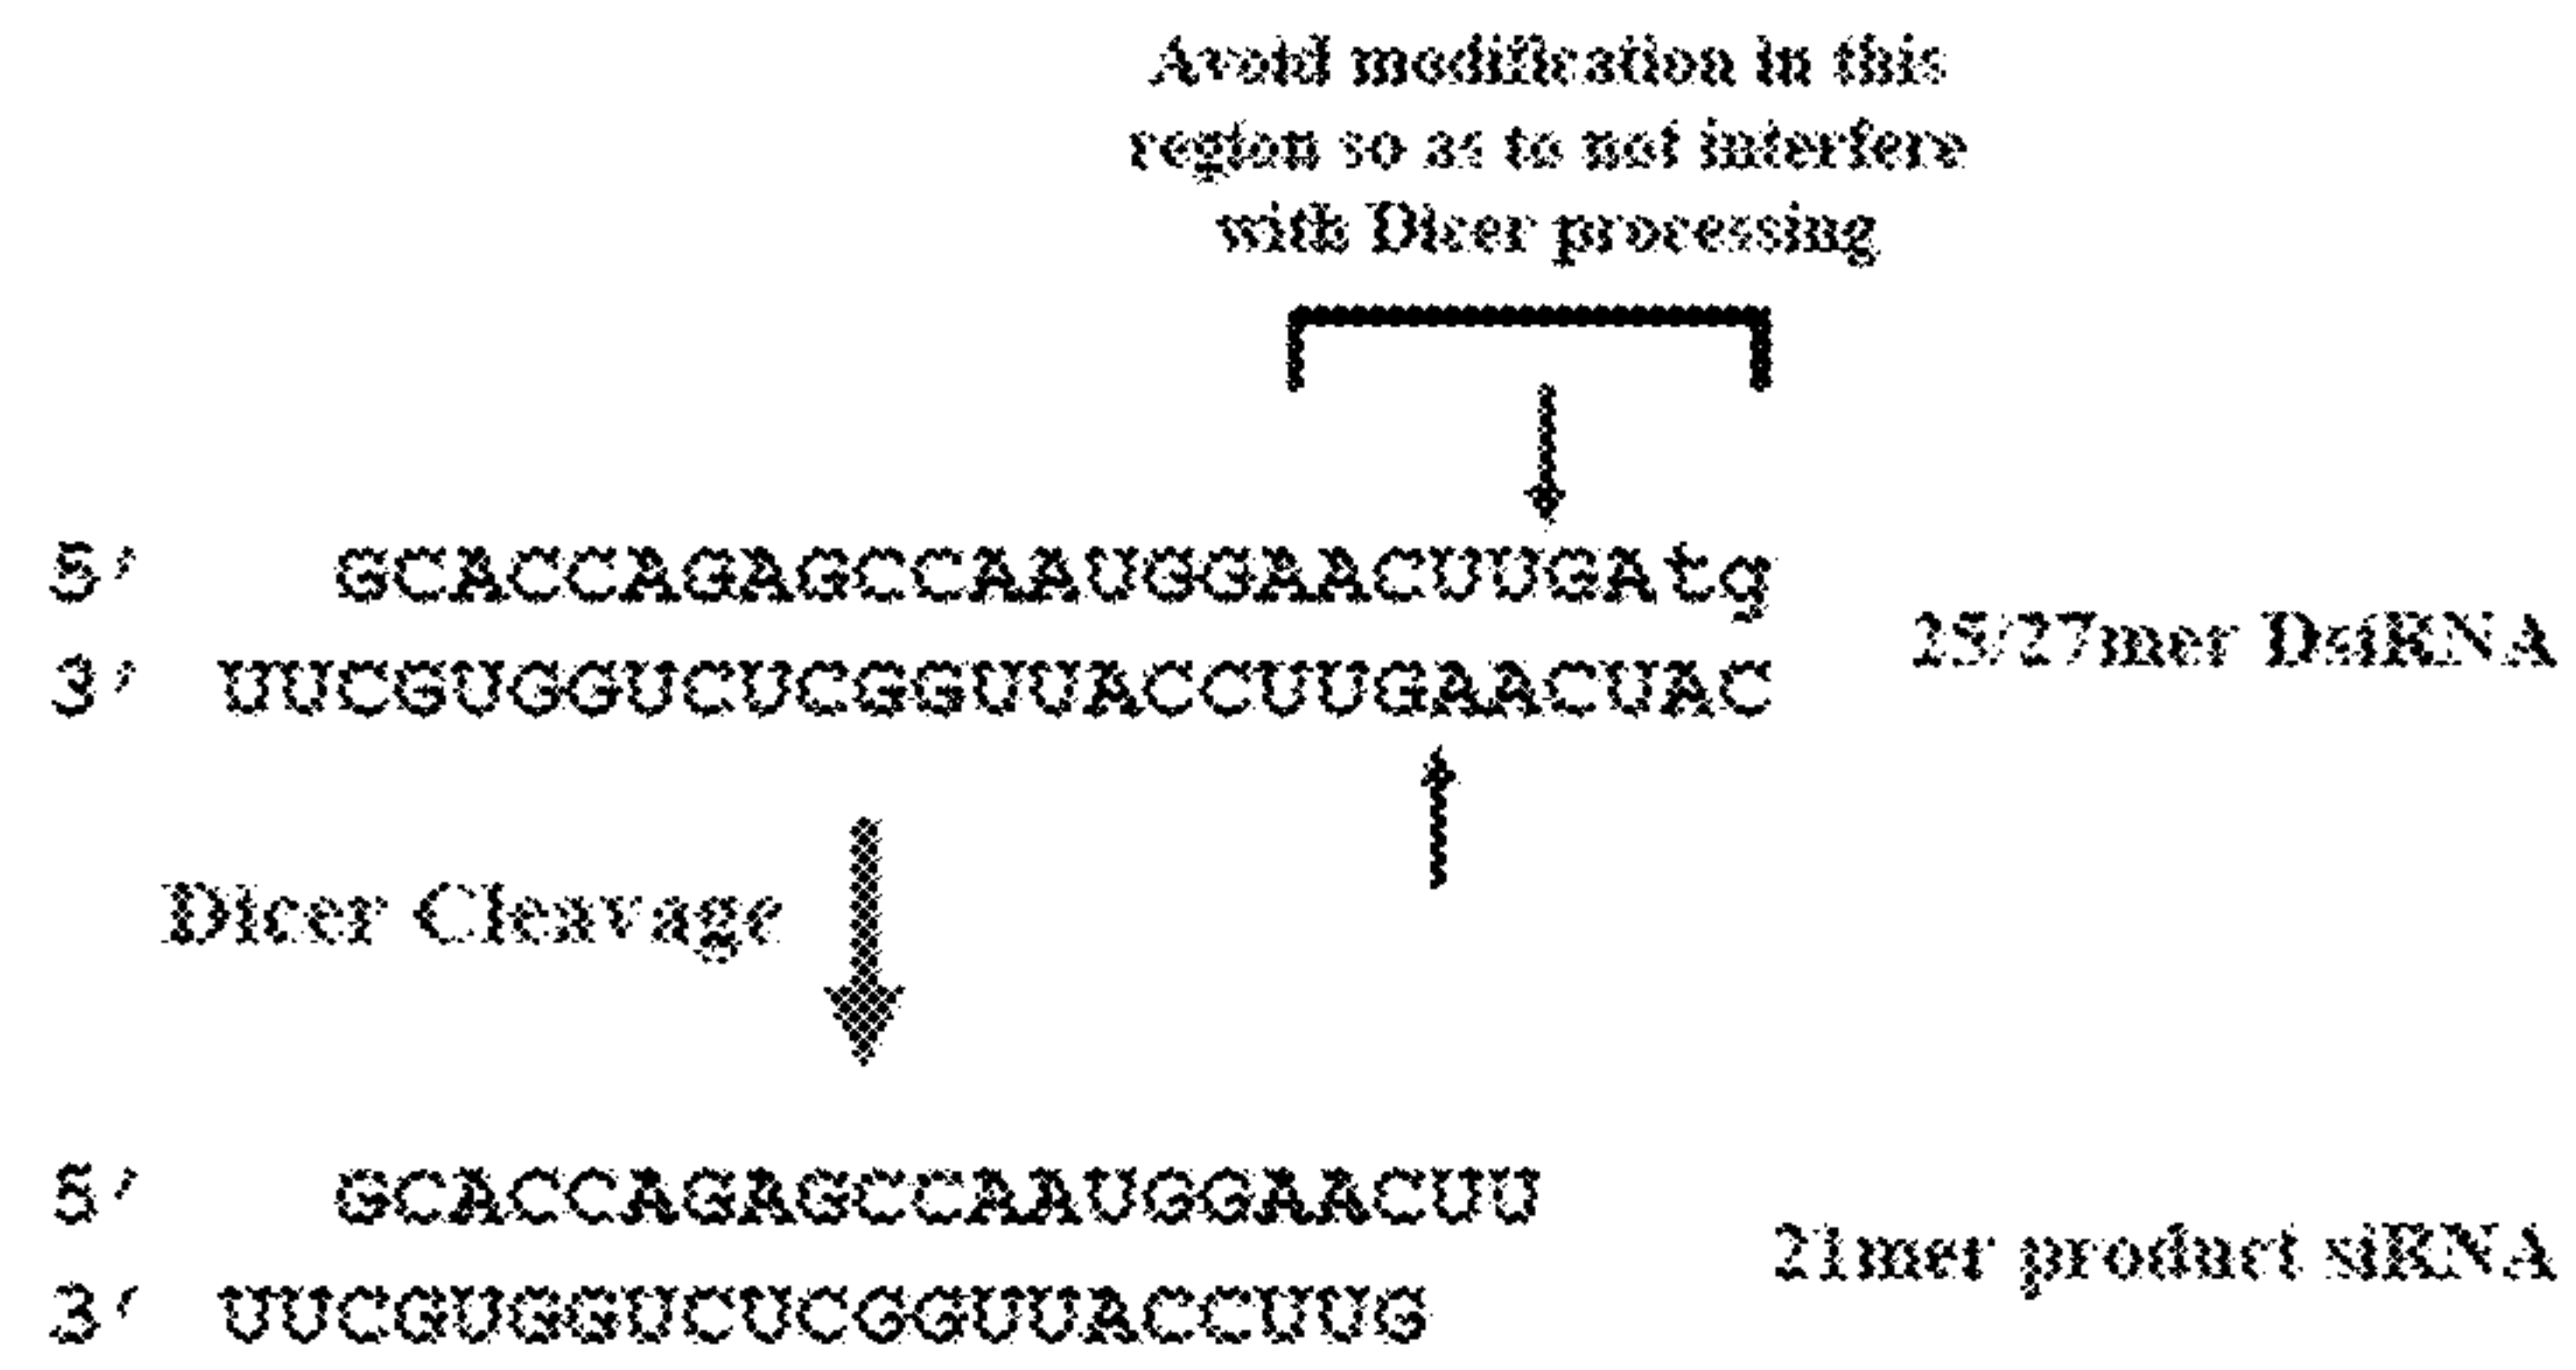 Avoid modification in this
region so as to not interfere
with Dicer processing
5' GCACCAGAGCCAAUGGAACUUGAtg
25/27mer DsiRNA
3' UUCGUGGUCUCGGUUACCUUGAACUAC
Dicer Cleavage
5' GCACCAGAGCCAAUGGAACUU
21mer product siRNA
3' UUCGUGGUCUCGGUUACCUUG